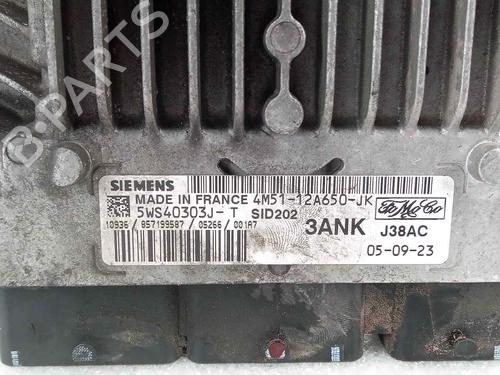 B-PARTS
SIEMENS
MADE IN FRANCE 4M51-12A650-JK
5WS40303J-T SID202
FoMoCo
10936 / 857199587 / 05266 / 001A7
3ANK J38AC
05-09-23